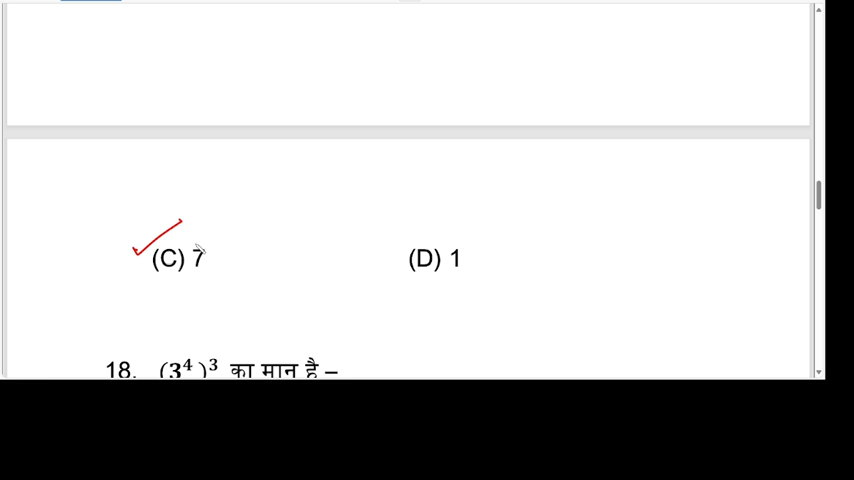 (C) 7 (D) 1
18. (3⁴ )³ का मान है –